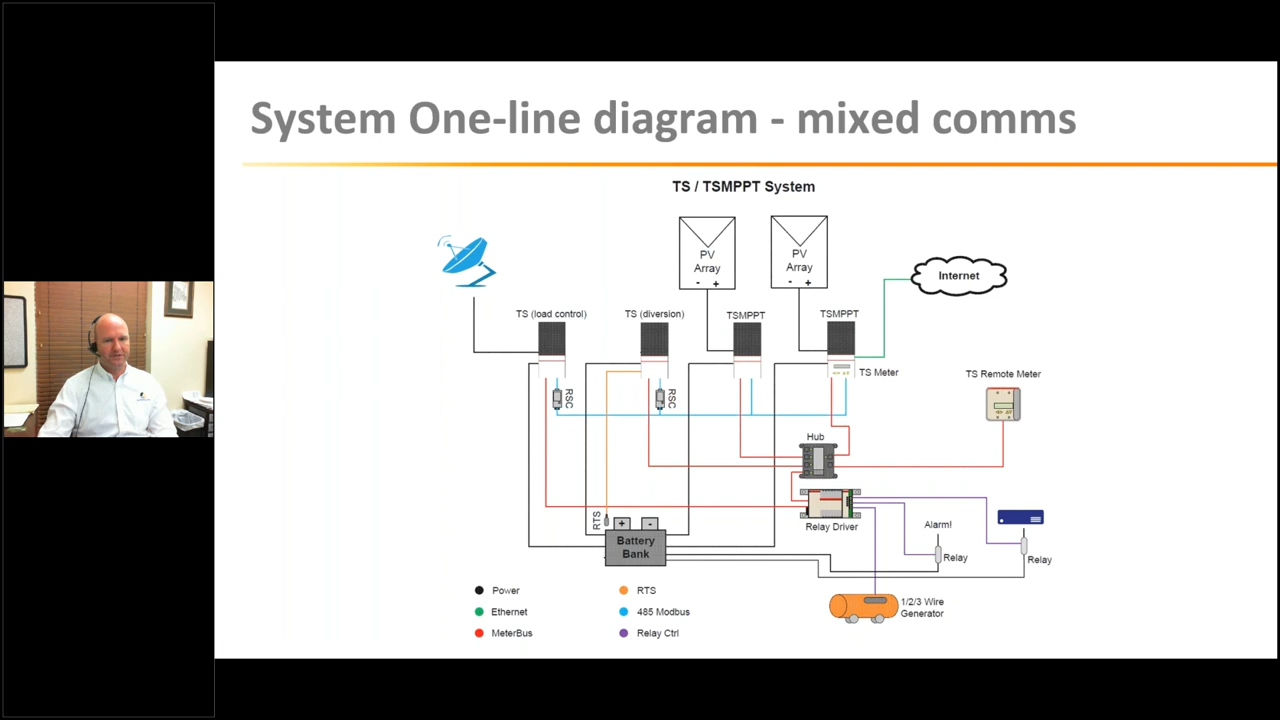 System One-line diagram - mixed comms
TS / TSMPPT System
PV
Array
- +
PV
Array
- +
Internet
TS (load control)
TS (diversion)
TSMPPT
TSMPPT
TS Meter
TS Remote Meter
RSC
RSC
Hub
Relay Driver
RTS
+ -
Battery
Bank
Alarm!
Relay
Relay
1/2/3 Wire
Generator
Power
RTS
Ethernet
485 Modbus
MeterBus
Relay Ctrl